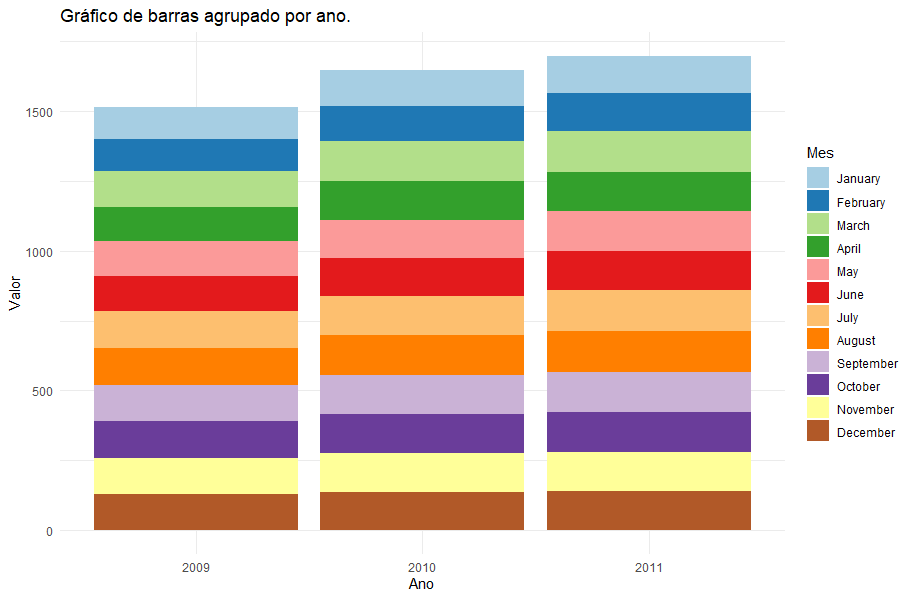 Gráfico de barras agrupado por ano.
Valor
1500
1000
500
0
2009
2010
2011
Ano
Mes
January
February
March
April
May
June
July
August
September
October
November
December